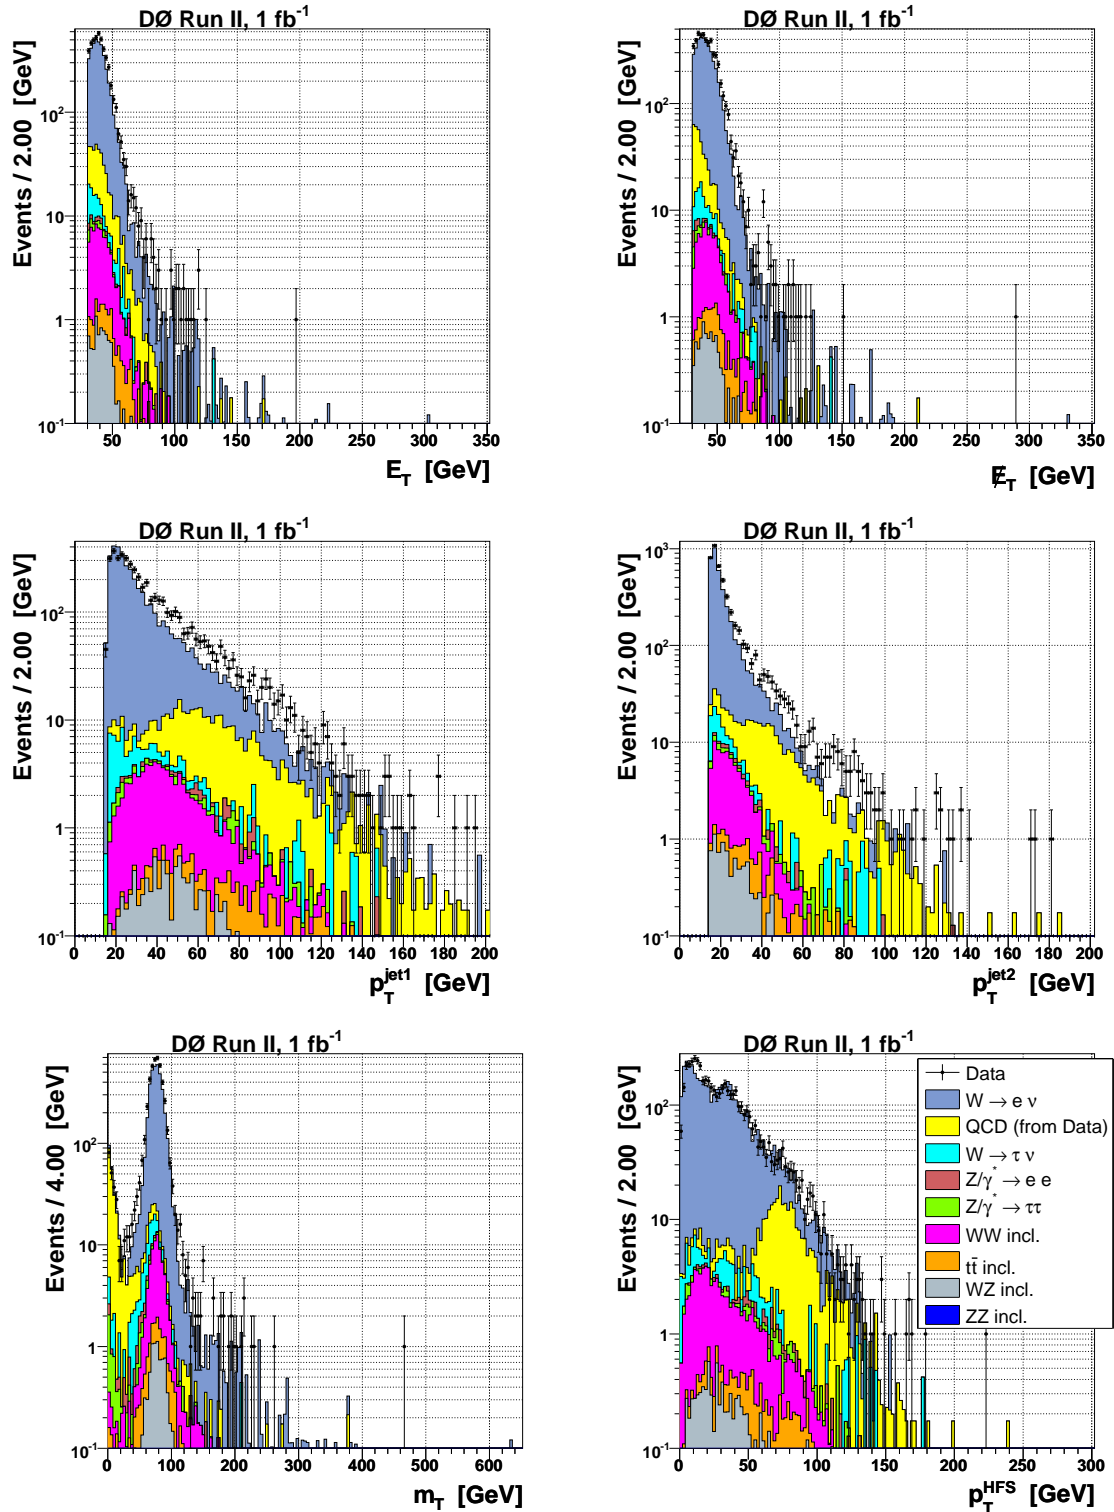 DØ Run II, 1 fb⁻¹
Events / 2.00 [GeV]
10²
10
1
10⁻¹
50 100 150 200 250 300 350
E_T [GeV]
DØ Run II, 1 fb⁻¹
Events / 2.00 [GeV]
10²
10
1
10⁻¹
50 100 150 200 250 300 350
E̸_T [GeV]
DØ Run II, 1 fb⁻¹
Events / 2.00 [GeV]
10²
10
1
10⁻¹
0 20 40 60 80 100 120 140 160 180 200
p_T^jet1 [GeV]
DØ Run II, 1 fb⁻¹
Events / 2.00 [GeV]
10³
10²
10
1
10⁻¹
0 20 40 60 80 100 120 140 160 180 200
p_T^jet2 [GeV]
DØ Run II, 1 fb⁻¹
Events / 4.00 [GeV]
10²
10
1
10⁻¹
0 100 200 300 400 500 600
m_T [GeV]
DØ Run II, 1 fb⁻¹
Events / 2.00 [GeV]
10²
10
1
10⁻¹
0 50 100 150 200 250 300
p_T^HFS [GeV]
Data
W → e ν
QCD (from Data)
W → τ ν
Z/γ* → e e
Z/γ* → ττ
WW incl.
tt̄ incl.
WZ incl.
ZZ incl.